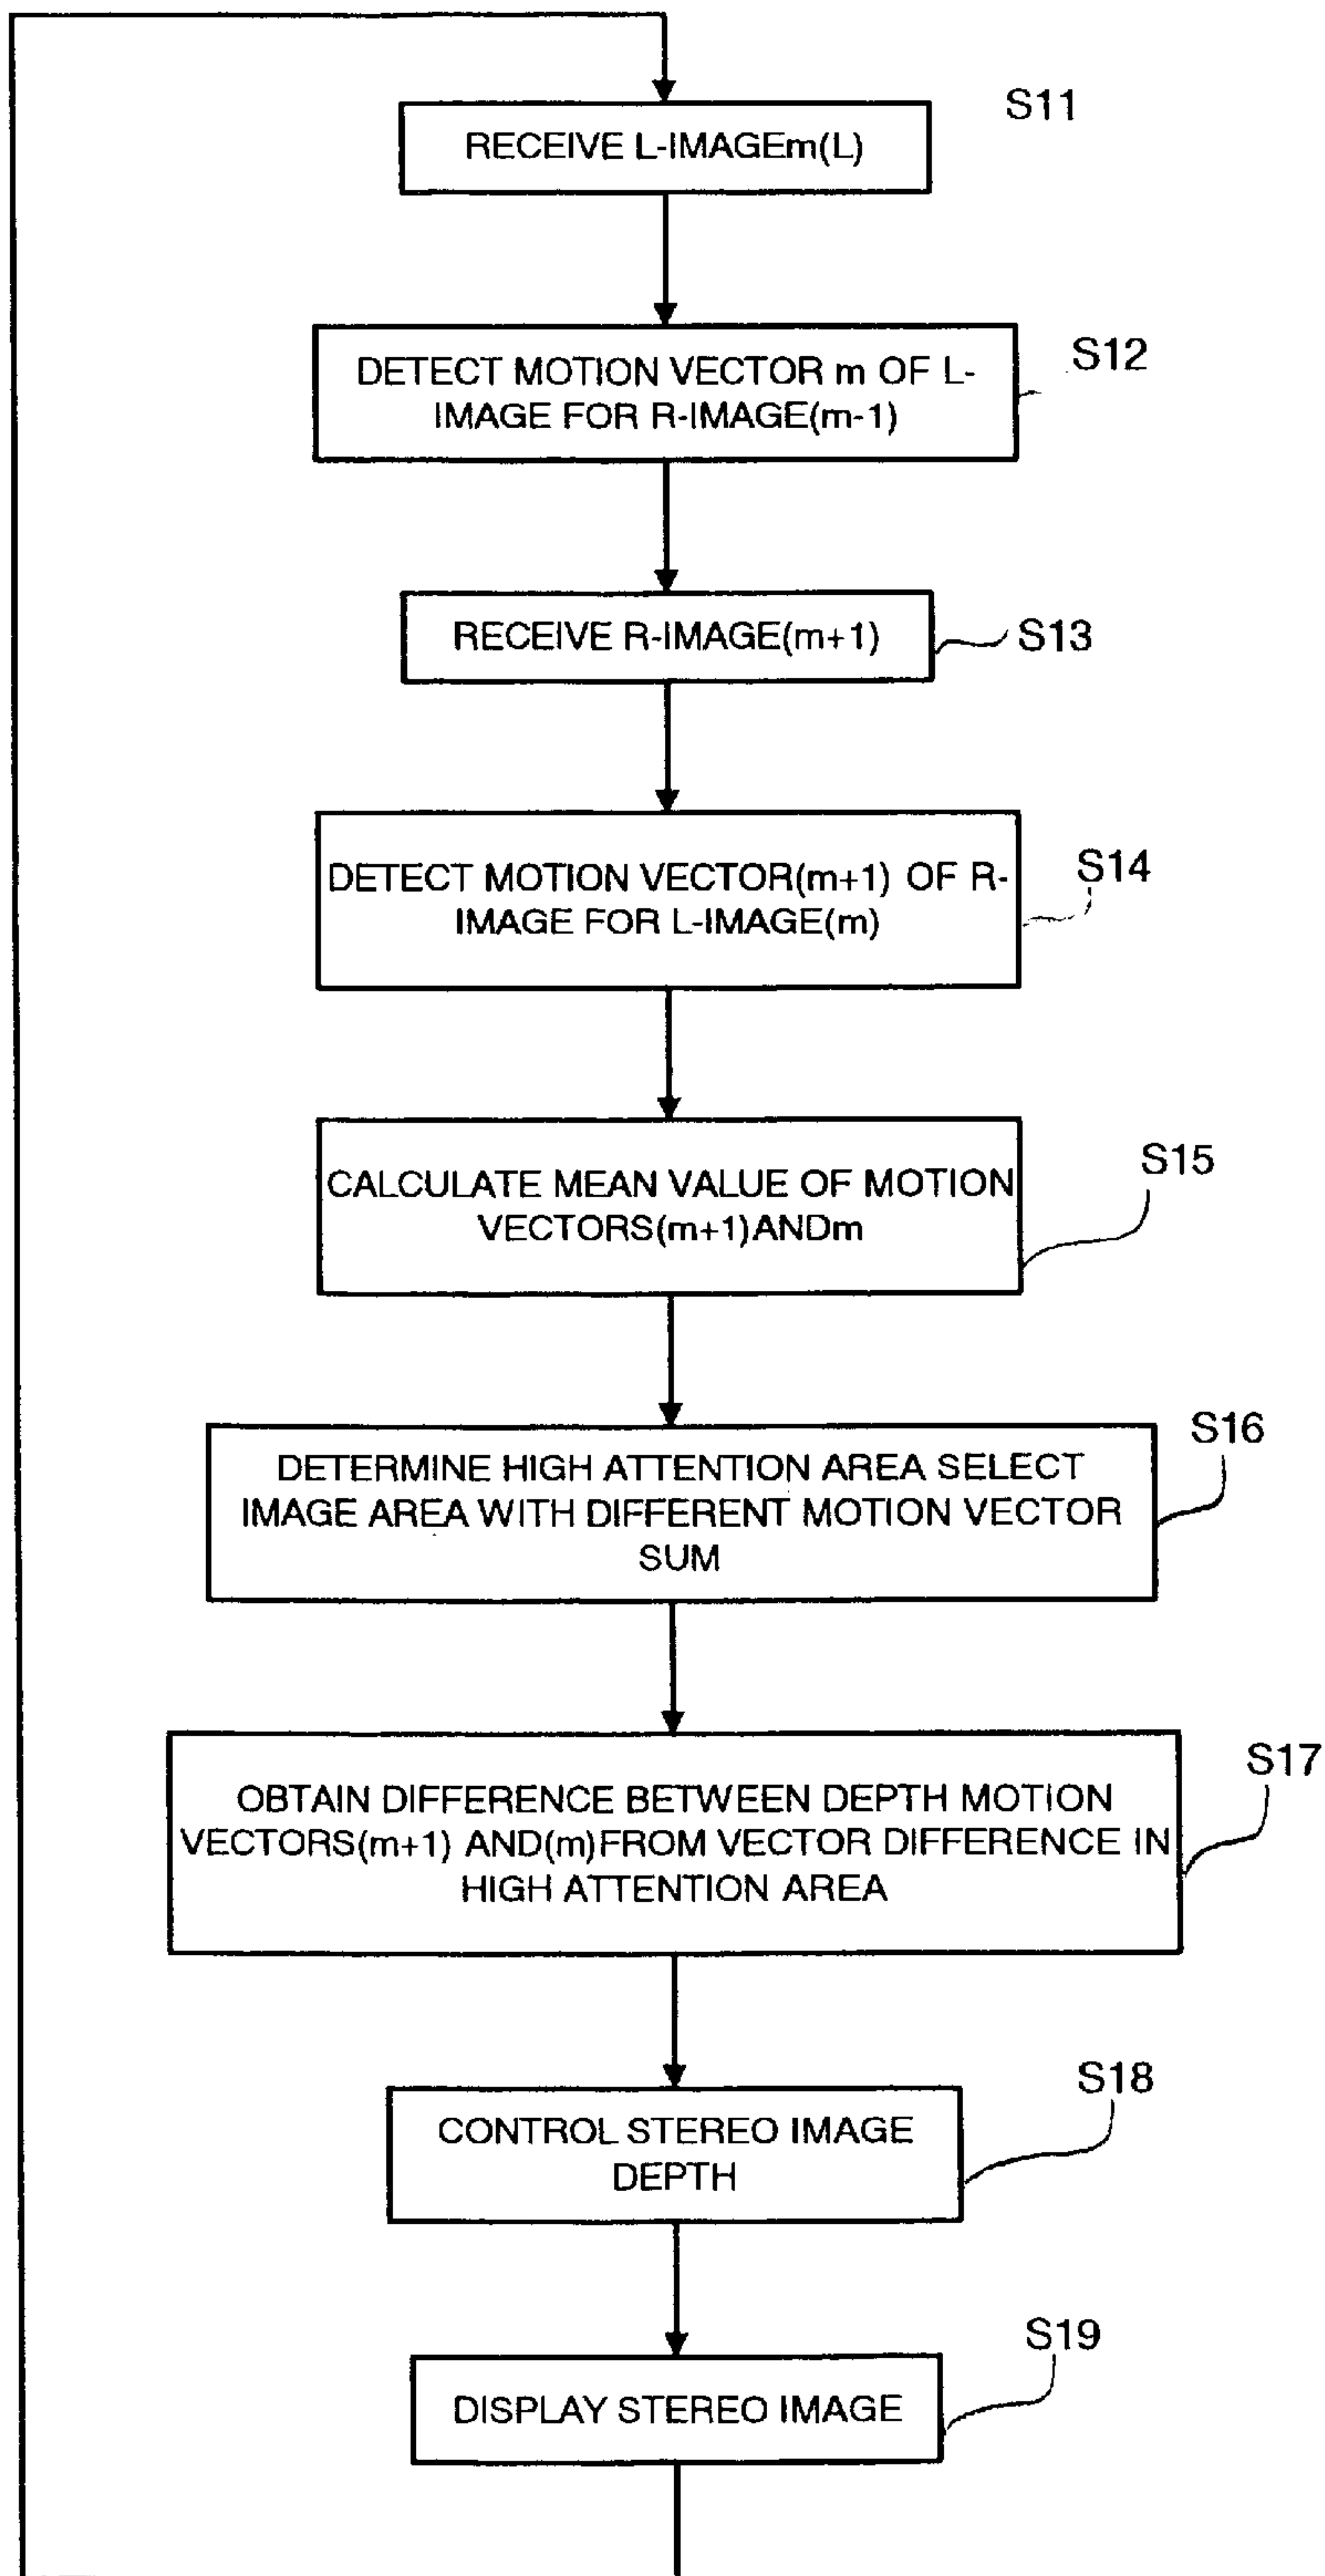 S11
RECEIVE L-IMAGEm(L)
S12
DETECT MOTION VECTOR m OF L-
IMAGE FOR R-IMAGE(m-1)
RECEIVE R-IMAGE(m+1)
S13
S14
DETECT MOTION VECTOR(m+1) OF R-
IMAGE FOR L-IMAGE(m)
S15
CALCULATE MEAN VALUE OF MOTION
VECTORS(m+1)ANDm
S16
DETERMINE HIGH ATTENTION AREA SELECT
IMAGE AREA WITH DIFFERENT MOTION VECTOR
SUM
S17
OBTAIN DIFFERENCE BETWEEN DEPTH MOTION
VECTORS(m+1) AND(m)FROM VECTOR DIFFERENCE IN
HIGH ATTENTION AREA
S18
CONTROL STEREO IMAGE
DEPTH
S19
DISPLAY STEREO IMAGE